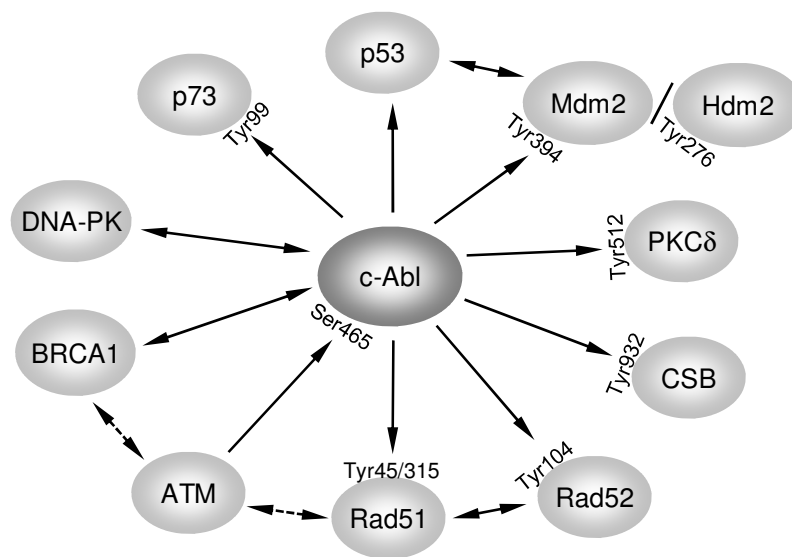 p53
p73
Mdm2
/
Hdm2
Tyr99
Tyr394
Tyr276
DNA-PK
c-Abl
Tyr512
PKCδ
Ser465
BRCA1
Tyr932
CSB
Tyr45/315
Tyr104
ATM
Rad51
Rad52